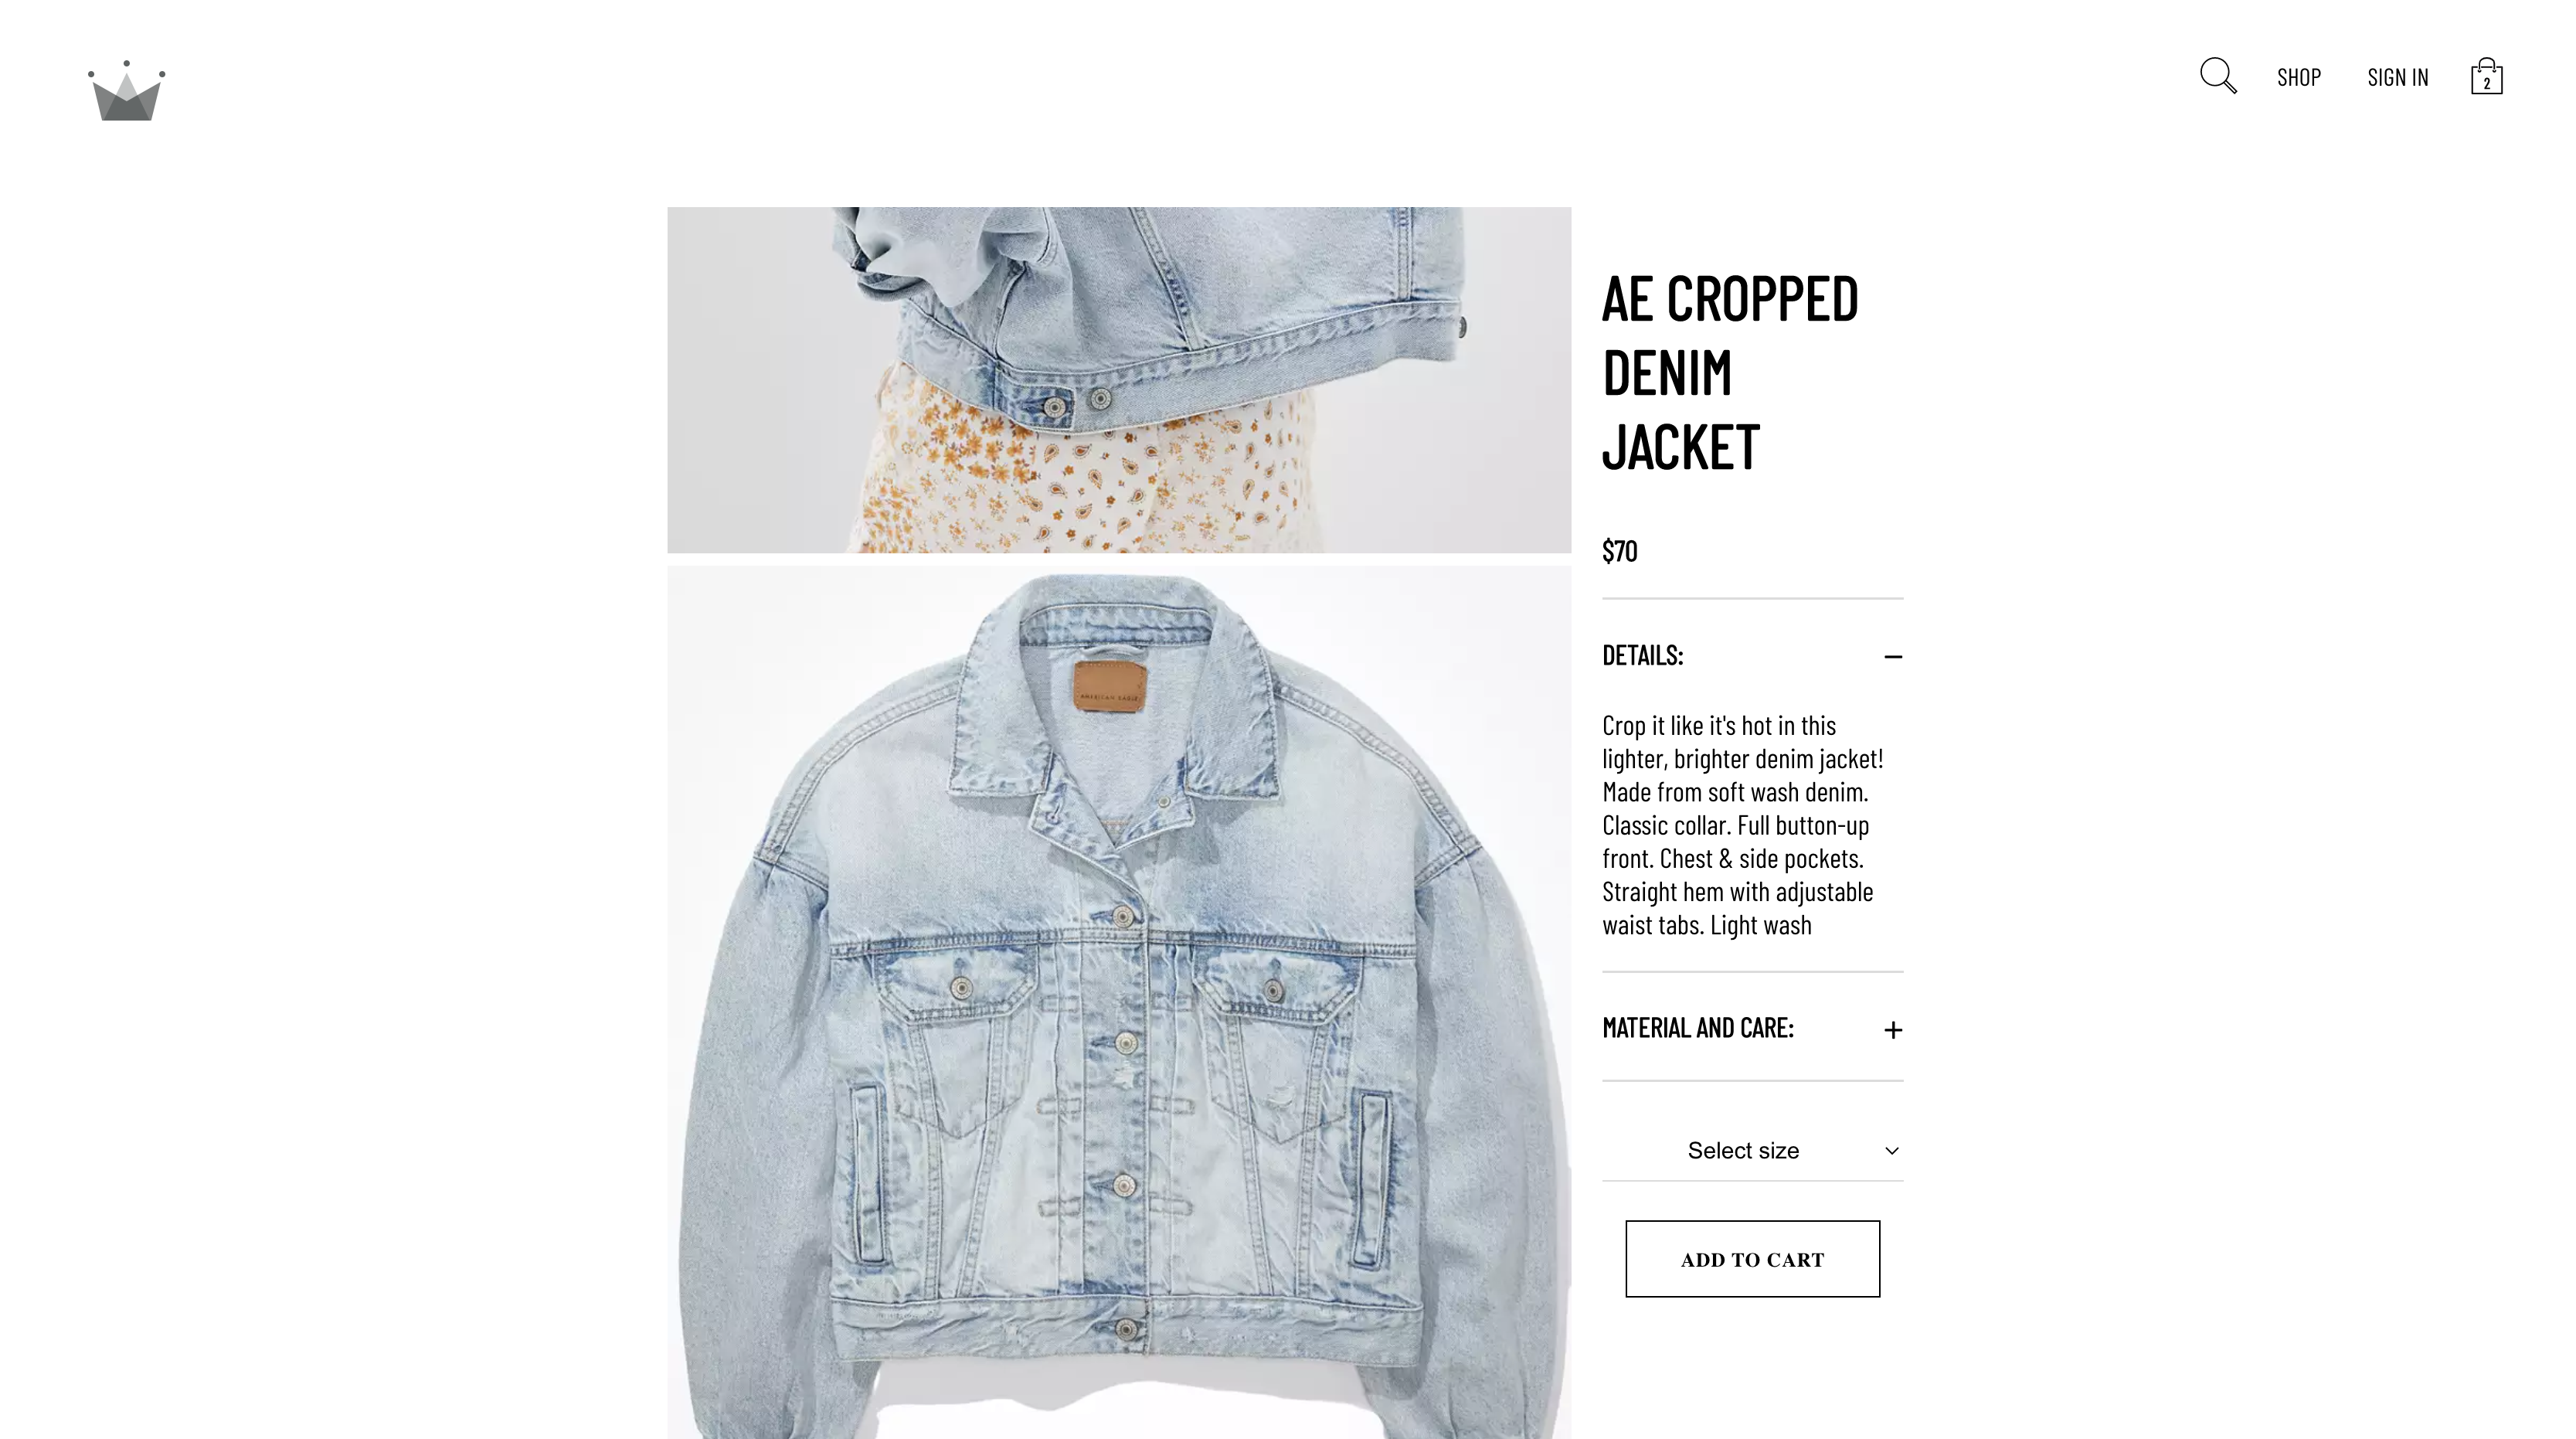 SHOP
SIGN IN
2
AE CROPPED
DENIM
JACKET
$70
DETAILS:
Crop it like it's hot in this
lighter, brighter denim jacket!
Made from soft wash denim.
Classic collar. Full button-up
front. Chest & side pockets.
Straight hem with adjustable
waist tabs. Light wash
MATERIAL AND CARE:
Select size
ADD TO CART
AMERICAN EAGLE